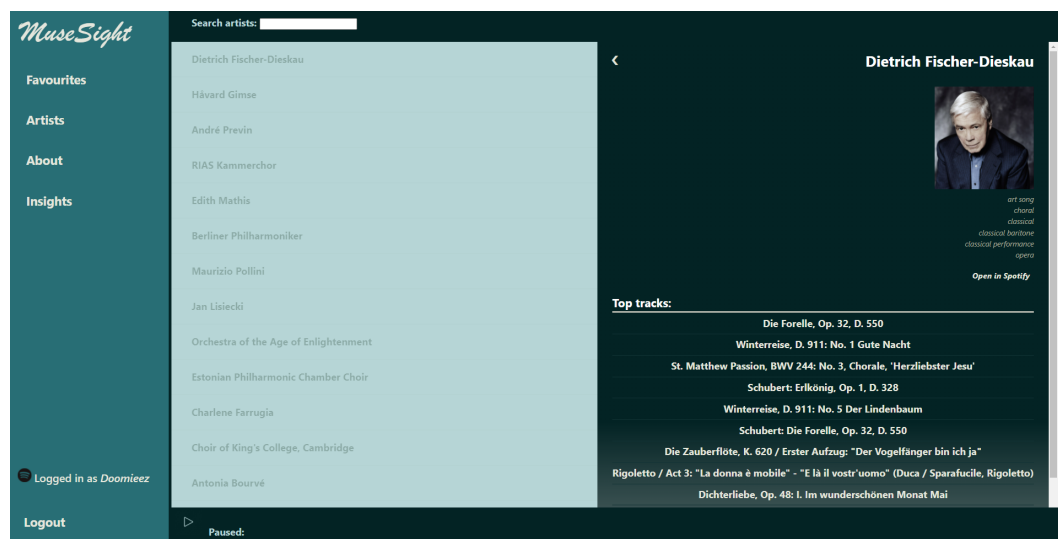 MuseSight
Favourites
Artists
About
Insights
Logged in as Doomieez
Logout
Search artists:
Dietrich Fischer-Dieskau
Håvard Gimse
André Previn
RIAS Kammerchor
Edith Mathis
Berliner Philharmoniker
Maurizio Pollini
Jan Lisiecki
Orchestra of the Age of Enlightenment
Estonian Philharmonic Chamber Choir
Charlene Farrugia
Choir of King's College, Cambridge
Antonia Bourvé
Paused:
Dietrich Fischer-Dieskau
art song
choral
classical
classical baritone
classical performance
opera
Open in Spotify
Top tracks:
Die Forelle, Op. 32, D. 550
Winterreise, D. 911: No. 1 Gute Nacht
St. Matthew Passion, BWV 244: No. 3, Chorale, 'Herzliebster Jesu'
Schubert: Erlkönig, Op. 1, D. 328
Winterreise, D. 911: No. 5 Der Lindenbaum
Schubert: Die Forelle, Op. 32, D. 550
Die Zauberflöte, K. 620 / Erster Aufzug: "Der Vogelfänger bin ich ja"
Rigoletto / Act 3: "La donna è mobile" - "E là il vostr'uomo" (Duca / Sparafucile, Rigoletto)
Dichterliebe, Op. 48: I. Im wunderschönen Monat Mai